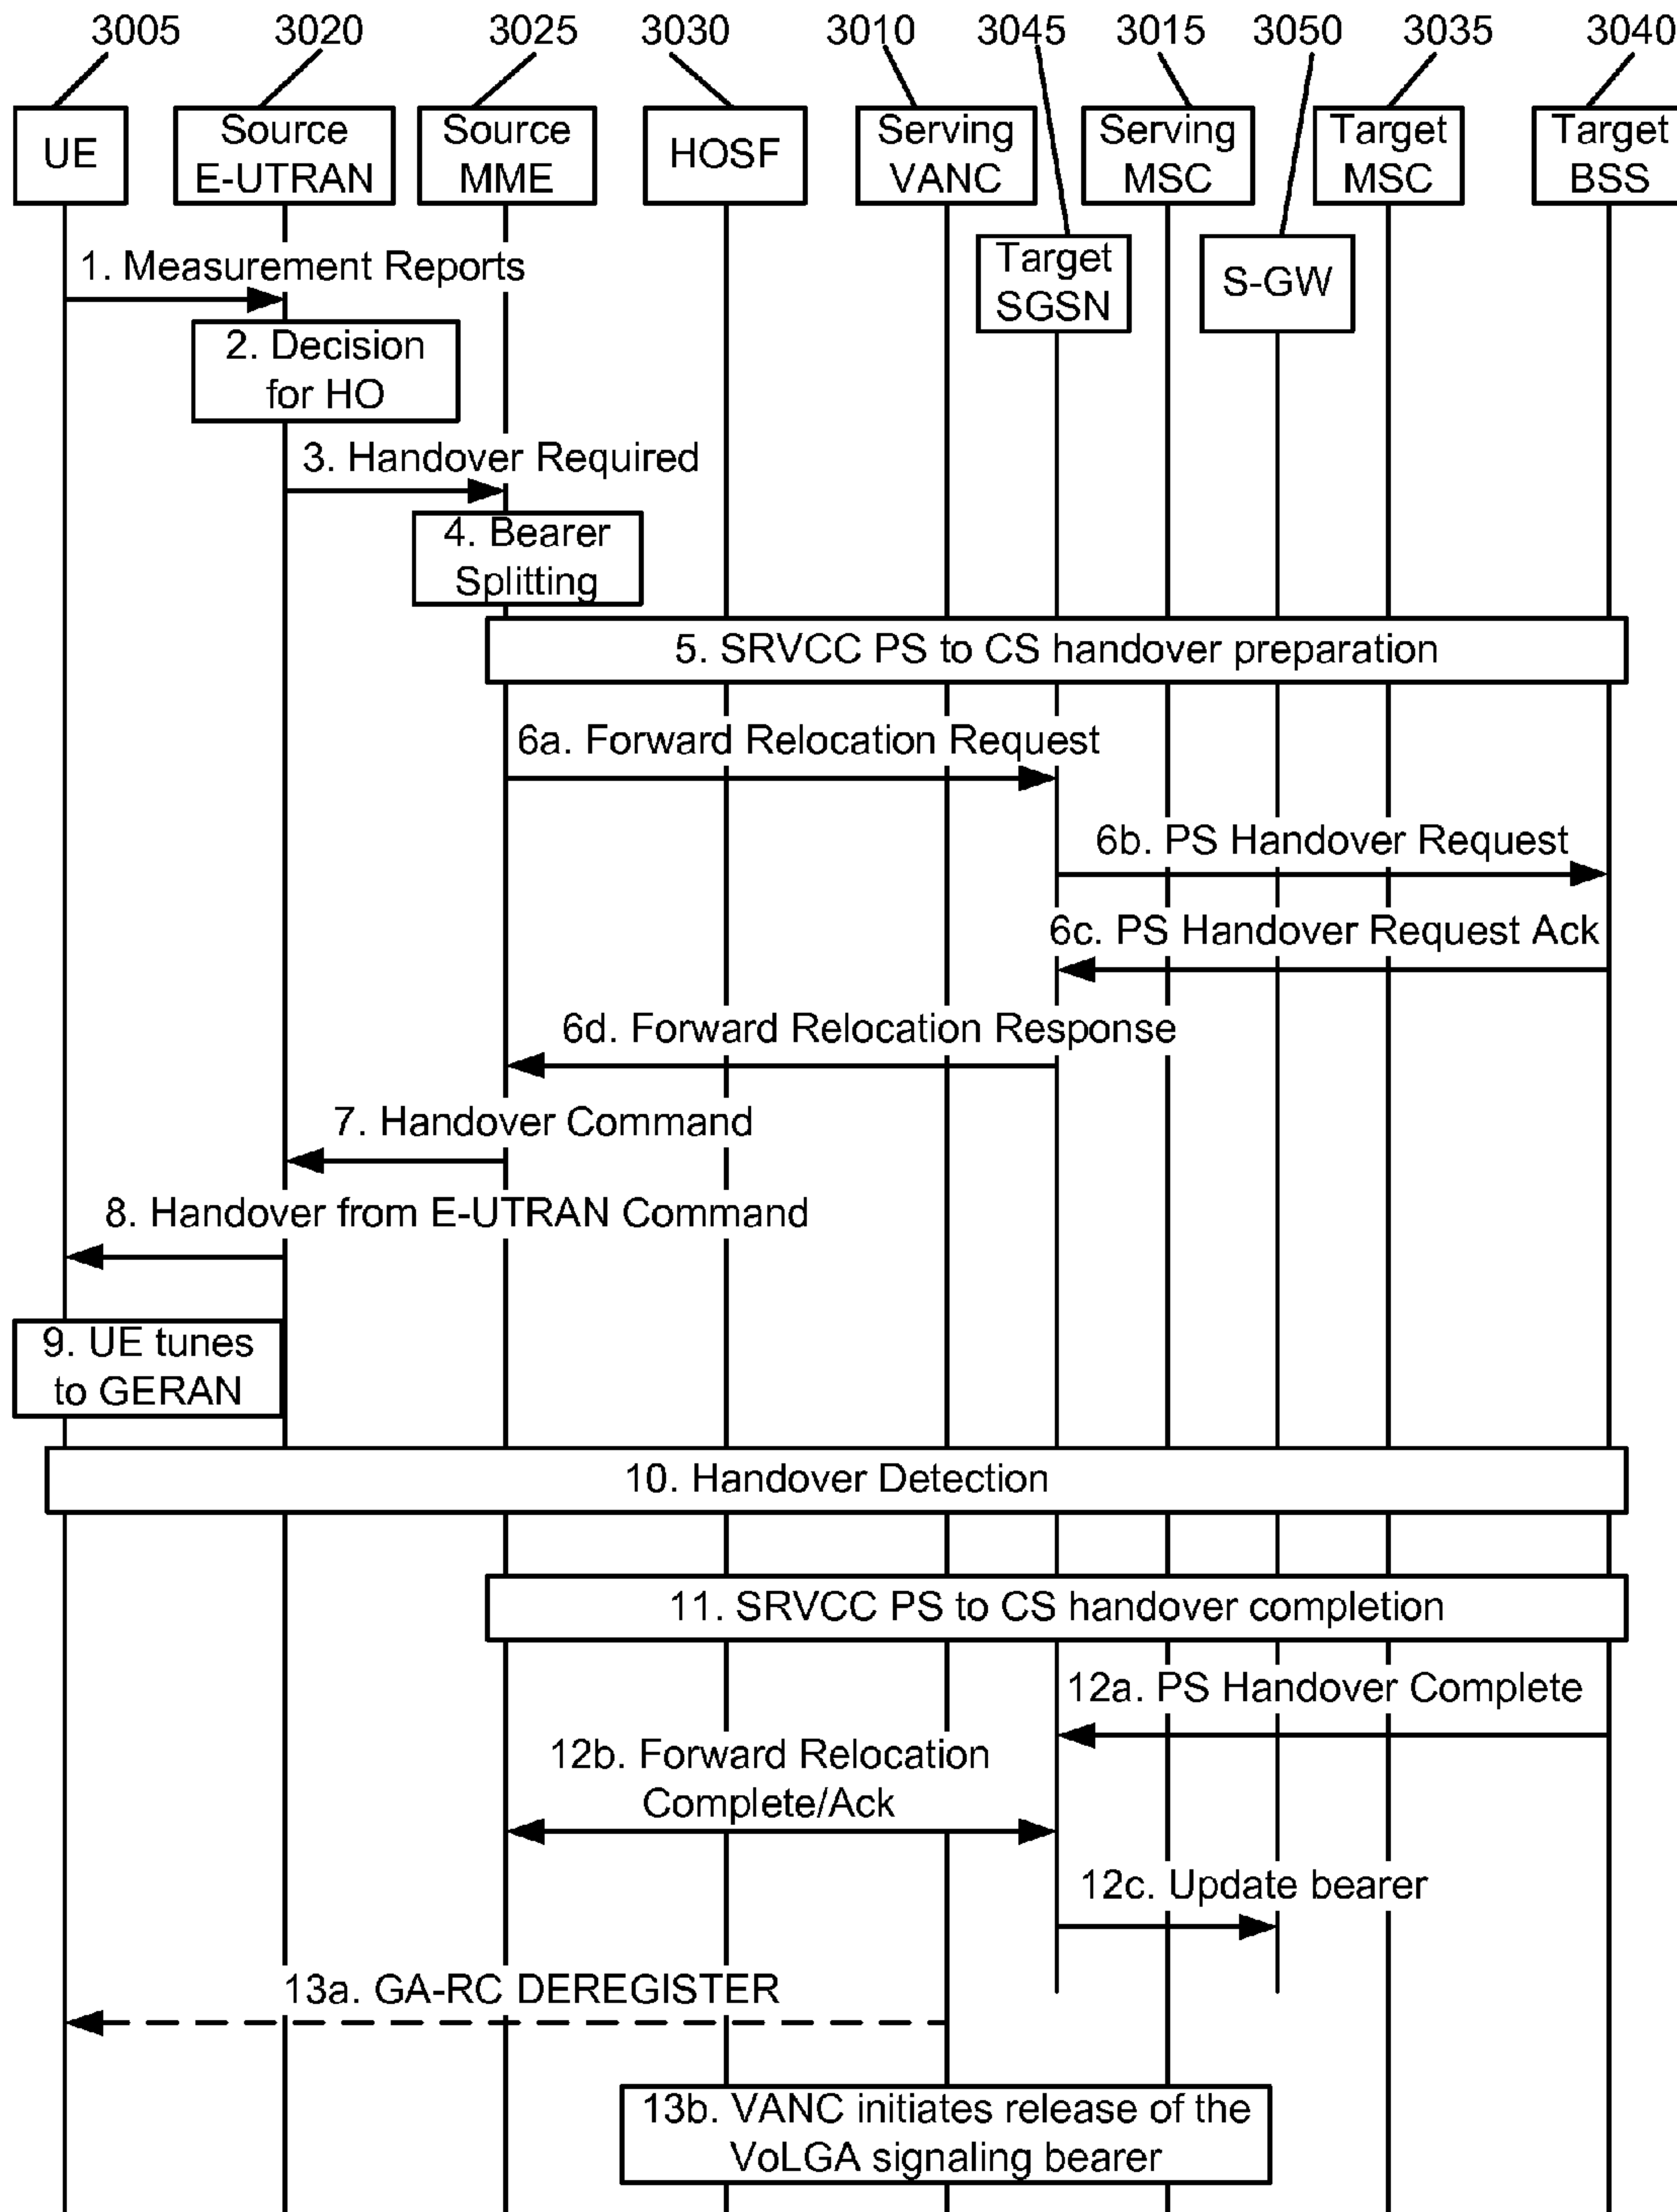 3005 3020 3025 3030 3010 3045 3015 3050 3035 3040
UE
Source
E-UTRAN
Source
MME
HOSF
Serving
VANC
Serving
MSC
Target
MSC
Target
BSS
Target
SGSN
S-GW
1. Measurement Reports
2. Decision
for HO
3. Handover Required
4. Bearer
Splitting
5. SRVCC PS to CS handover preparation
6a. Forward Relocation Request
6b. PS Handover Request
6c. PS Handover Request Ack
6d. Forward Relocation Response
7. Handover Command
8. Handover from E-UTRAN Command
9. UE tunes
to GERAN
10. Handover Detection
11. SRVCC PS to CS handover completion
12a. PS Handover Complete
12b. Forward Relocation
Complete/Ack
12c. Update bearer
13a. GA-RC DEREGISTER
13b. VANC initiates release of the
VoLGA signaling bearer